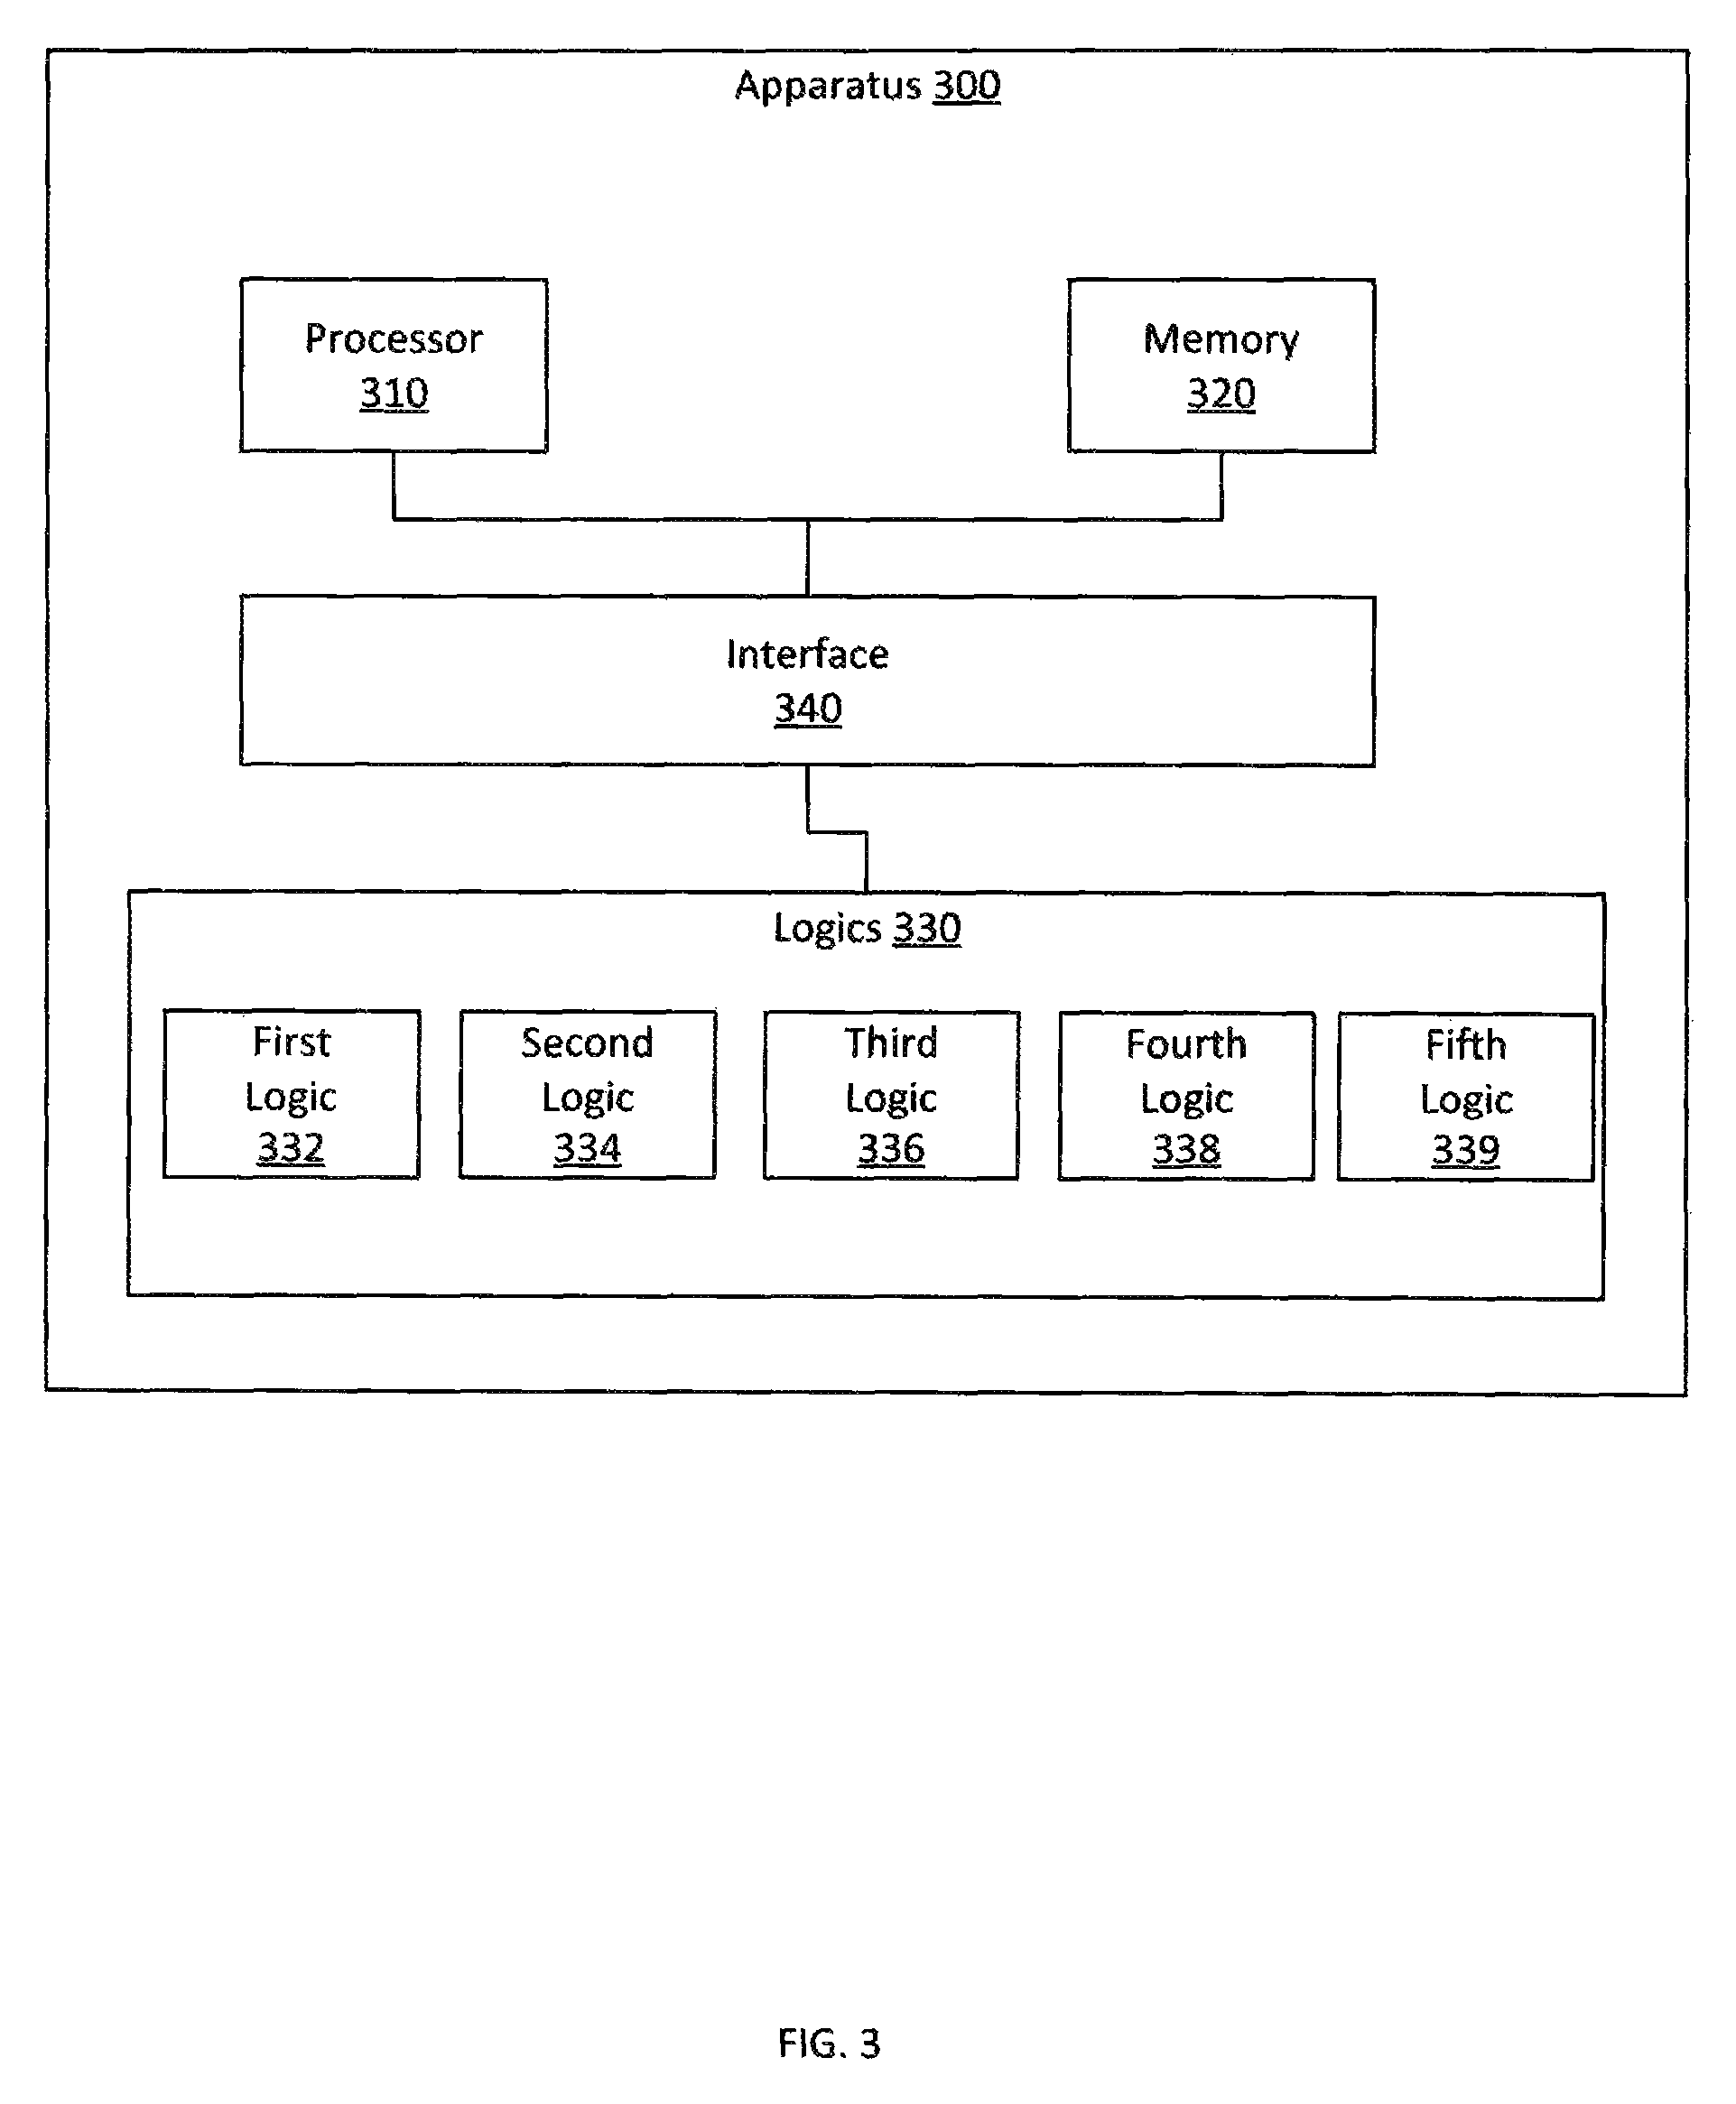 Apparatus 300
Processor
310
Memory
320
Interface
340
Logics 330
First
Logic
332
Second
Logic
334
Third
Logic
336
Fourth
Logic
338
Fifth
Logic
339
FIG. 3